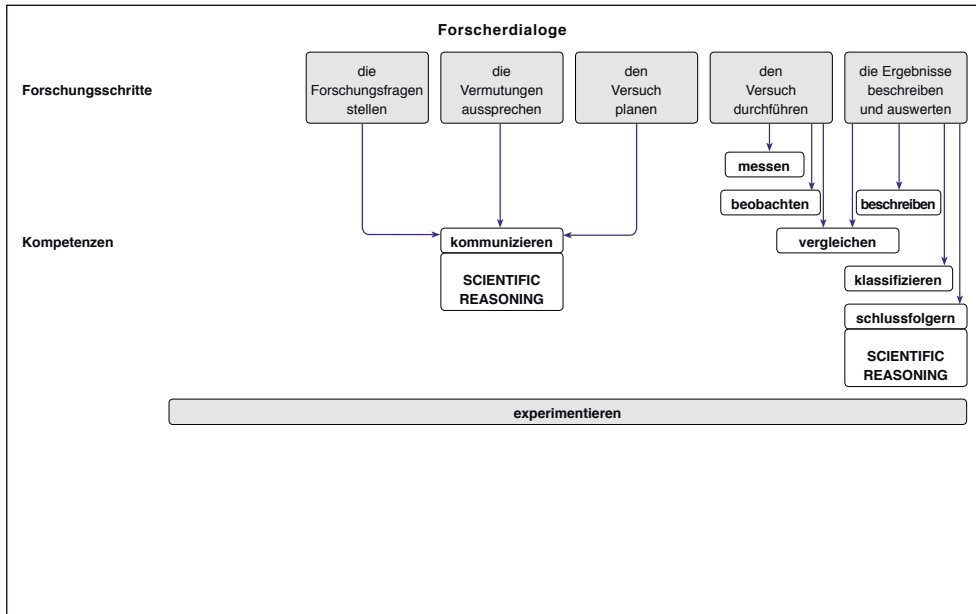 Forscherdialoge
Forschungsschritte
die
Forschungsfragen
stellen
die
Vermutungen
aussprechen
den
Versuch
planen
den
Versuch
durchführen
die Ergebnisse
beschreiben
und auswerten
messen
beobachten
beschreiben
Kompetenzen
kommunizieren
vergleichen
SCIENTIFIC
REASONING
klassifizieren
schlussfolgern
SCIENTIFIC
REASONING
experimentieren